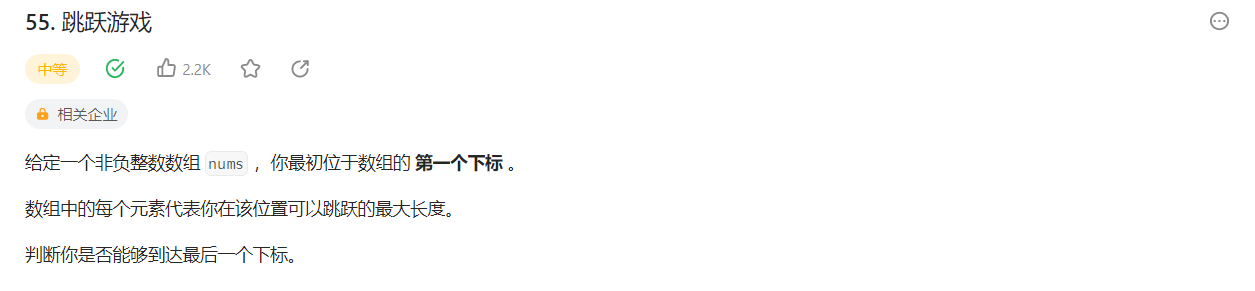 55. 跳跃游戏
中等 2.2K
相关企业
给定一个非负整数数组 nums ，你最初位于数组的 第一个下标 。
数组中的每个元素代表你在该位置可以跳跃的最大长度。
判断你是否能够到达最后一个下标。